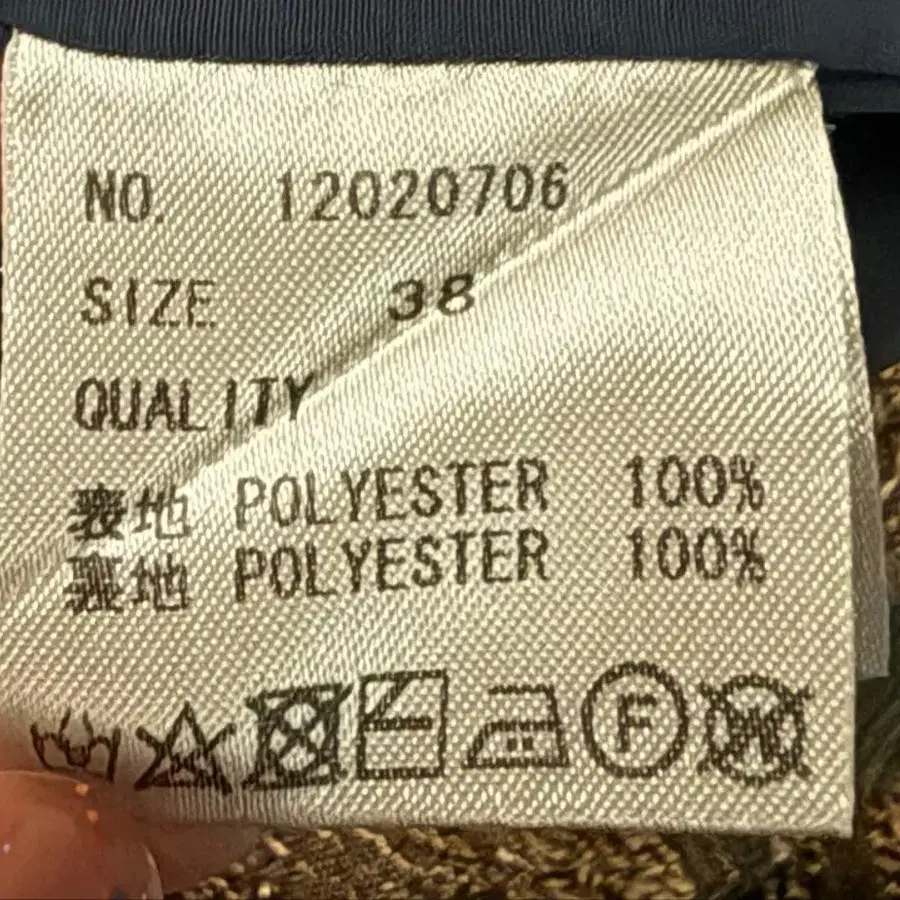 NO. 12020706
SIZE 38
QUALITY
表地 POLYESTER 100%
裏地 POLYESTER 100%
F
W